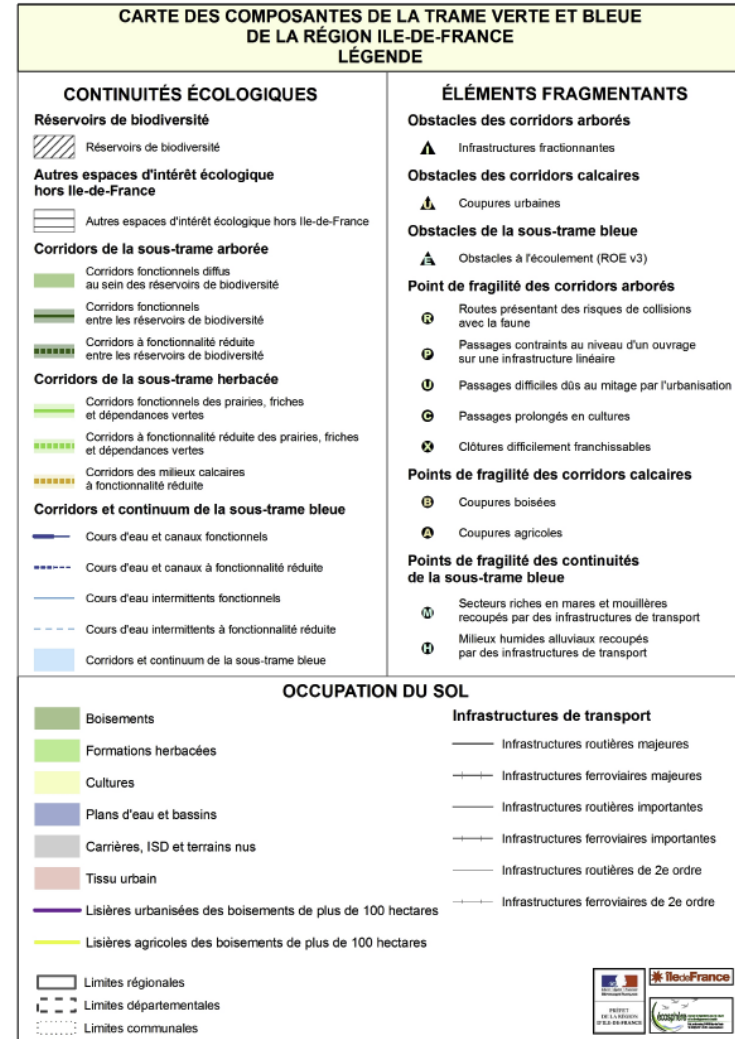 CARTE DES COMPOSANTES DE LA TRAME VERTE ET BLEUE
DE LA RÉGION ILE-DE-FRANCE
LÉGENDE
CONTINUITÉS ÉCOLOGIQUES
Réservoirs de biodiversité
Réservoirs de biodiversité
Autres espaces d'intérêt écologique
hors Ile-de-France
Autres espaces d'intérêt écologique hors Ile-de-France
Corridors de la sous-trame arborée
Corridors fonctionnels diffus
au sein des réservoirs de biodiversité
Corridors fonctionnels
entre les réservoirs de biodiversité
Corridors à fonctionnalité réduite
entre les réservoirs de biodiversité
Corridors de la sous-trame herbacée
Corridors fonctionnels des prairies, friches
et dépendances vertes
Corridors à fonctionnalité réduite des prairies, friches
et dépendances vertes
Corridors des milieux calcaires
à fonctionnalité réduite
Corridors et continuum de la sous-trame bleue
Cours d'eau et canaux fonctionnels
Cours d'eau et canaux à fonctionnalité réduite
Cours d'eau intermittents fonctionnels
Cours d'eau intermittents à fonctionnalité réduite
Corridors et continuum de la sous-trame bleue
ÉLÉMENTS FRAGMENTANTS
Obstacles des corridors arborés
Infrastructures fractionnantes
Obstacles des corridors calcaires
Coupures urbaines
Obstacles de la sous-trame bleue
E Obstacles à l'écoulement (ROE v3)
Point de fragilité des corridors arborés
R Routes présentant des risques de collisions
avec la faune
P Passages contraints au niveau d'un ouvrage
sur une infrastructure linéaire
U Passages difficiles dûs au mitage par l'urbanisation
C Passages prolongés en cultures
X Clôtures difficilement franchissables
Points de fragilité des corridors calcaires
B Coupures boisées
A Coupures agricoles
Points de fragilité des continuités
de la sous-trame bleue
M Secteurs riches en mares et mouillères
recoupés par des infrastructures de transport
H Milieux humides alluviaux recoupés
par des infrastructures de transport
OCCUPATION DU SOL
Boisements
Formations herbacées
Cultures
Plans d'eau et bassins
Carrières, ISD et terrains nus
Tissu urbain
Lisières urbanisées des boisements de plus de 100 hectares
Lisières agricoles des boisements de plus de 100 hectares
Limites régionales
Limites départementales
Limites communales
Infrastructures de transport
Infrastructures routières majeures
Infrastructures ferroviaires majeures
Infrastructures routières importantes
Infrastructures ferroviaires importantes
Infrastructures routières de 2e ordre
Infrastructures ferroviaires de 2e ordre
PRÉFET
DE LA RÉGION
D'ILE-DE-FRANCE
îledeFrance
écosphère